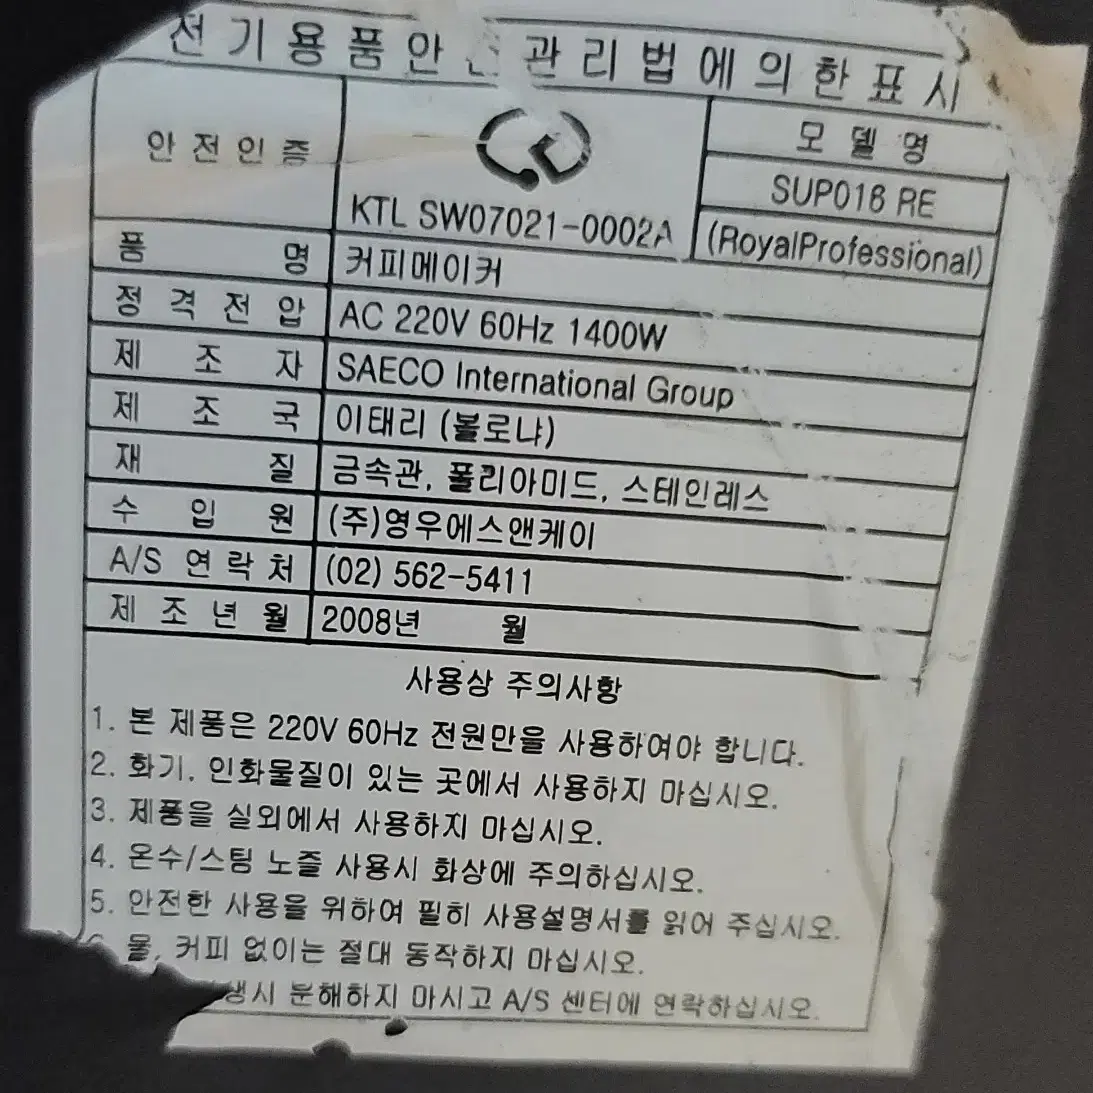 전기용품안전관리법에의한표시
안전인증
KTL SW07021-0002A
모델명
SUP016 RE
(RoyalProfessional)
품명 커피메이커
정격전압 AC 220V 60Hz 1400W
제조자 SAECO International Group
제조국 이태리 (볼로냐)
재질 금속관, 폴리아미드, 스테인레스
수입원 (주)영우에스앤케이
A/S 연락처 (02) 562-5411
제조년월 2008년 월
사용상 주의사항
1. 본 제품은 220V 60Hz 전원만을 사용하여야 합니다.
2. 화기, 인화물질이 있는 곳에서 사용하지 마십시오.
3. 제품을 실외에서 사용하지 마십시오.
4. 온수/스팀 노즐 사용시 화상에 주의하십시오.
5. 안전한 사용을 위하여 필히 사용설명서를 읽어 주십시오.
물, 커피 없이는 절대 동작하지 마십시오.
생시 분해하지 마시고 A/S 센터에 연락하십시오.